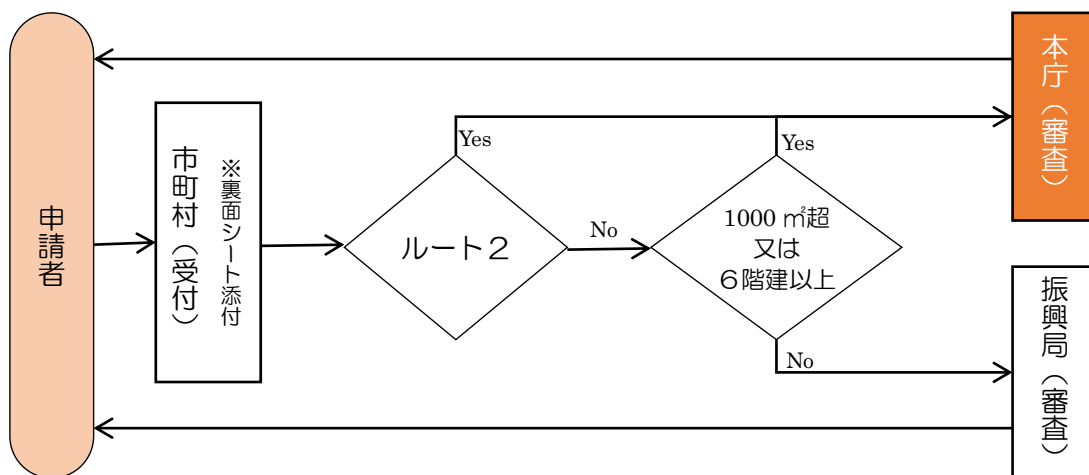 申請者
市町村（受付）
※裏面シート添付
ルート２
Yes
No
1000 ㎡超
又は
６階建以上
Yes
No
本庁（審査）
振興局（審査）